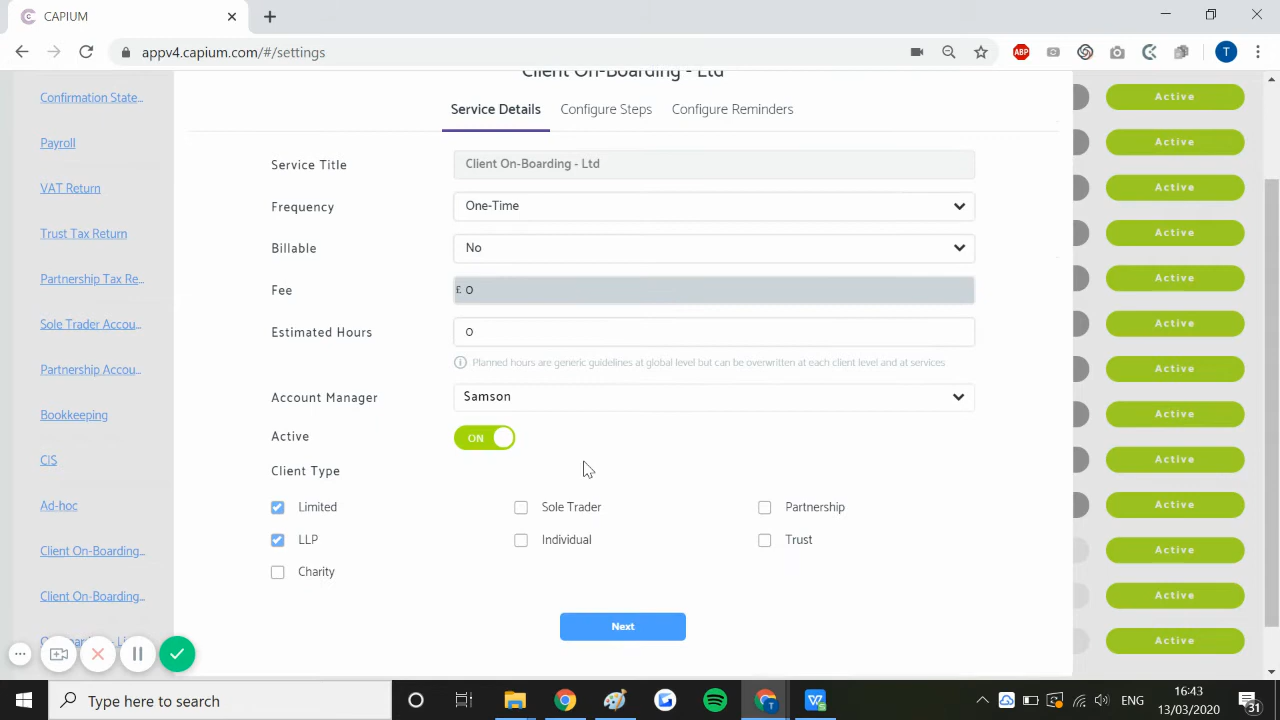 CAPIUM
appv4.capium.com/#/settings
ABP
T
Client On-Boarding - Ltd
Service Details Configure Steps Configure Reminders
Confirmation State...
Payroll
VAT Return
Trust Tax Return
Partnership Tax Re...
Sole Trader Accou...
Partnership Accou...
Bookkeeping
CIS
Ad-hoc
Client On-Boarding...
Client On-Boarding...
Service Title Client On-Boarding - Ltd
Frequency One-Time
Billable No
Fee £ 0
Estimated Hours 0
Planned hours are generic guidelines at global level but can be overwritten at each client level and at services
Account Manager Samson
Active ON
Client Type
Limited Sole Trader Partnership
LLP Individual Trust
Charity
Next
Active
Active
Active
Active
Active
Active
Active
Active
Active
Active
Active
Active
Active
Type here to search
T
ENG
16:43
13/03/2020
31